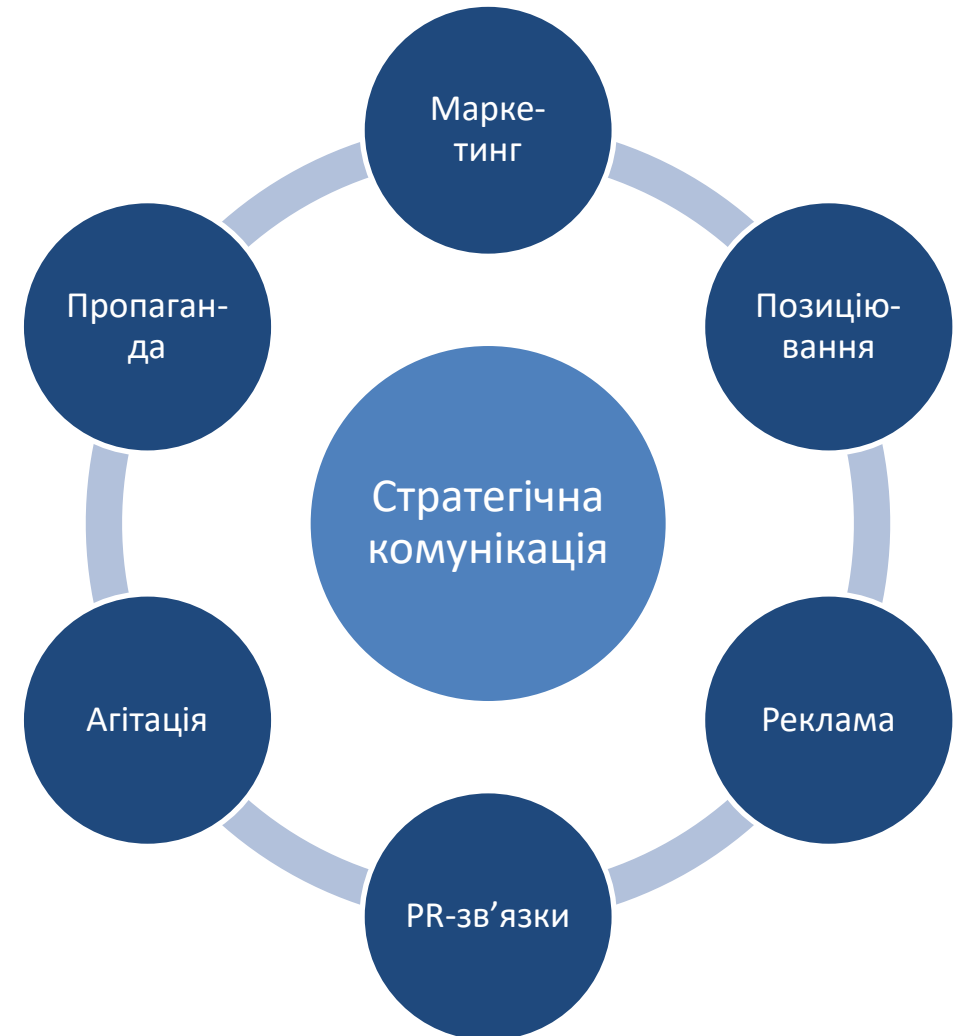 Марке-
тинг
Позицію-
вання
Реклама
PR-зв’язки
Агітація
Пропаган-
да
Стратегічна
комунікація